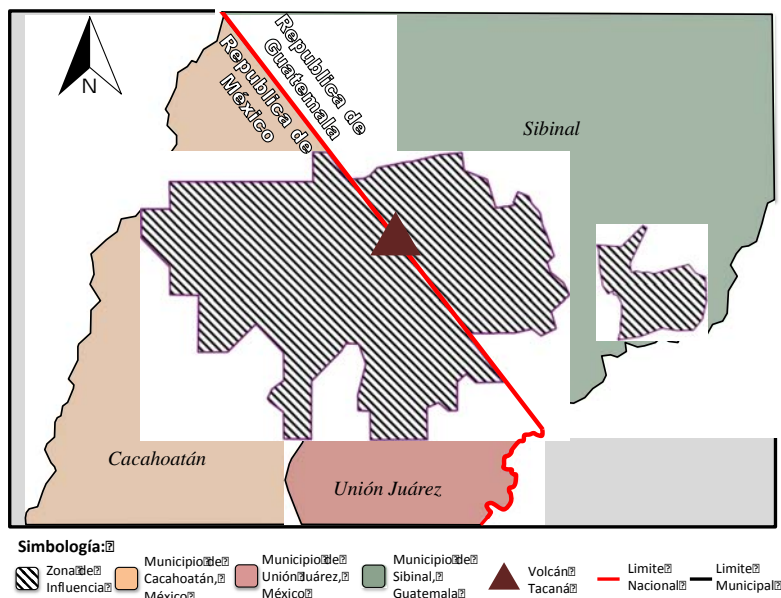 N
Republica de
Guatemala
Republica de
México
Sibinal
Cacahoatán
Unión Juárez
Simbología:
Zona de
Influencia
Municipio de
Cacahoatán,
México
Municipio de
Unión Juárez,
México
Municipio de
Sibinal,
Guatemala
Volcán
Tacaná
Limite
Nacional
Limite
Municipal